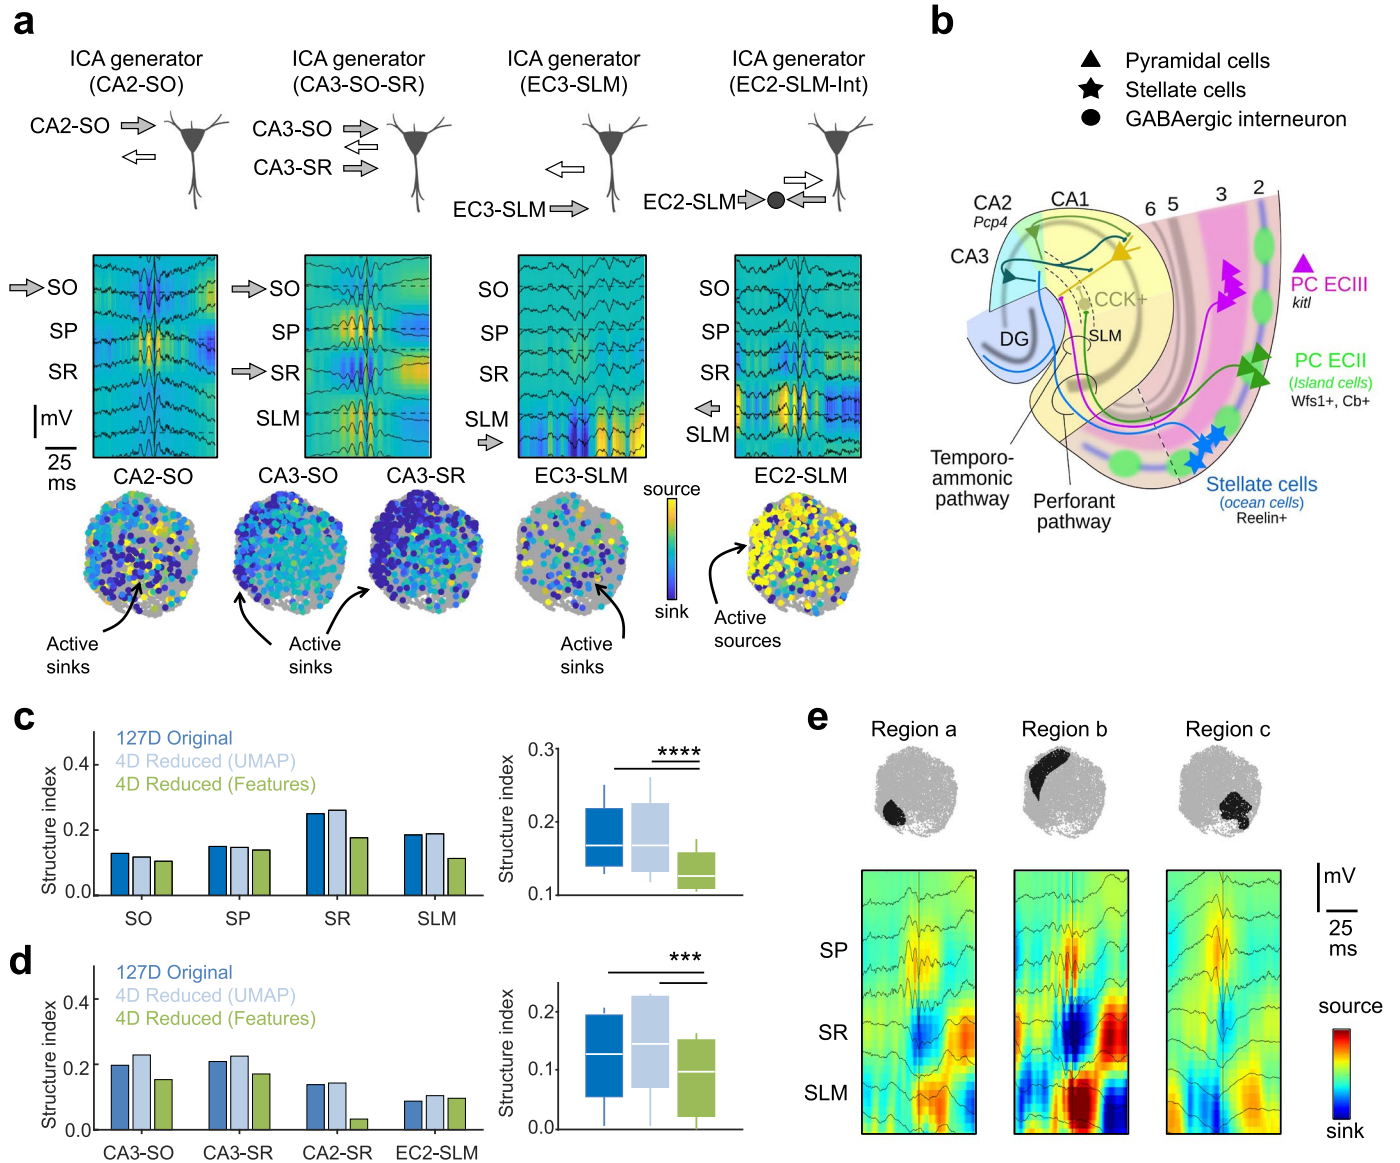 a
ICA generator
(CA2-SO)
ICA generator
(CA3-SO-SR)
ICA generator
(EC3-SLM)
ICA generator
(EC2-SLM-Int)
CA2-SO
CA3-SO
CA3-SR
EC3-SLM
EC2-SLM
SO
SP
SR
mV
25
ms
SO
SP
SR
SLM
SO
SP
SR
SLM
SO
SP
SR
SLM
CA2-SO
CA3-SO
CA3-SR
EC3-SLM
EC2-SLM
source
sink
Active
sinks
Active
sinks
Active
sinks
Active
sources
b
Pyramidal cells
Stellate cells
GABAergic interneuron
CA2
Pcp4
CA1
CA3
DG
CCK+
SLM
6
5
3
2
PC ECIII
kitl
PC ECII
(Island cells)
Wfs1+, Cb+
Stellate cells
(ocean cells)
Reelin+
Temporo-
ammonic
pathway
Perforant
pathway
c
Structure index
0.4
0.2
0.0
127D Original
4D Reduced (UMAP)
4D Reduced (Features)
SO
SP
SR
SLM
Structure index
0.3
0.2
0.1
****
d
Structure index
0.4
0.2
0.0
127D Original
4D Reduced (UMAP)
4D Reduced (Features)
CA3-SO
CA3-SR
CA2-SR
EC2-SLM
Structure index
0.2
0.1
0.0
***
e
Region a
Region b
Region c
SP
SR
SLM
mV
25
ms
source
sink